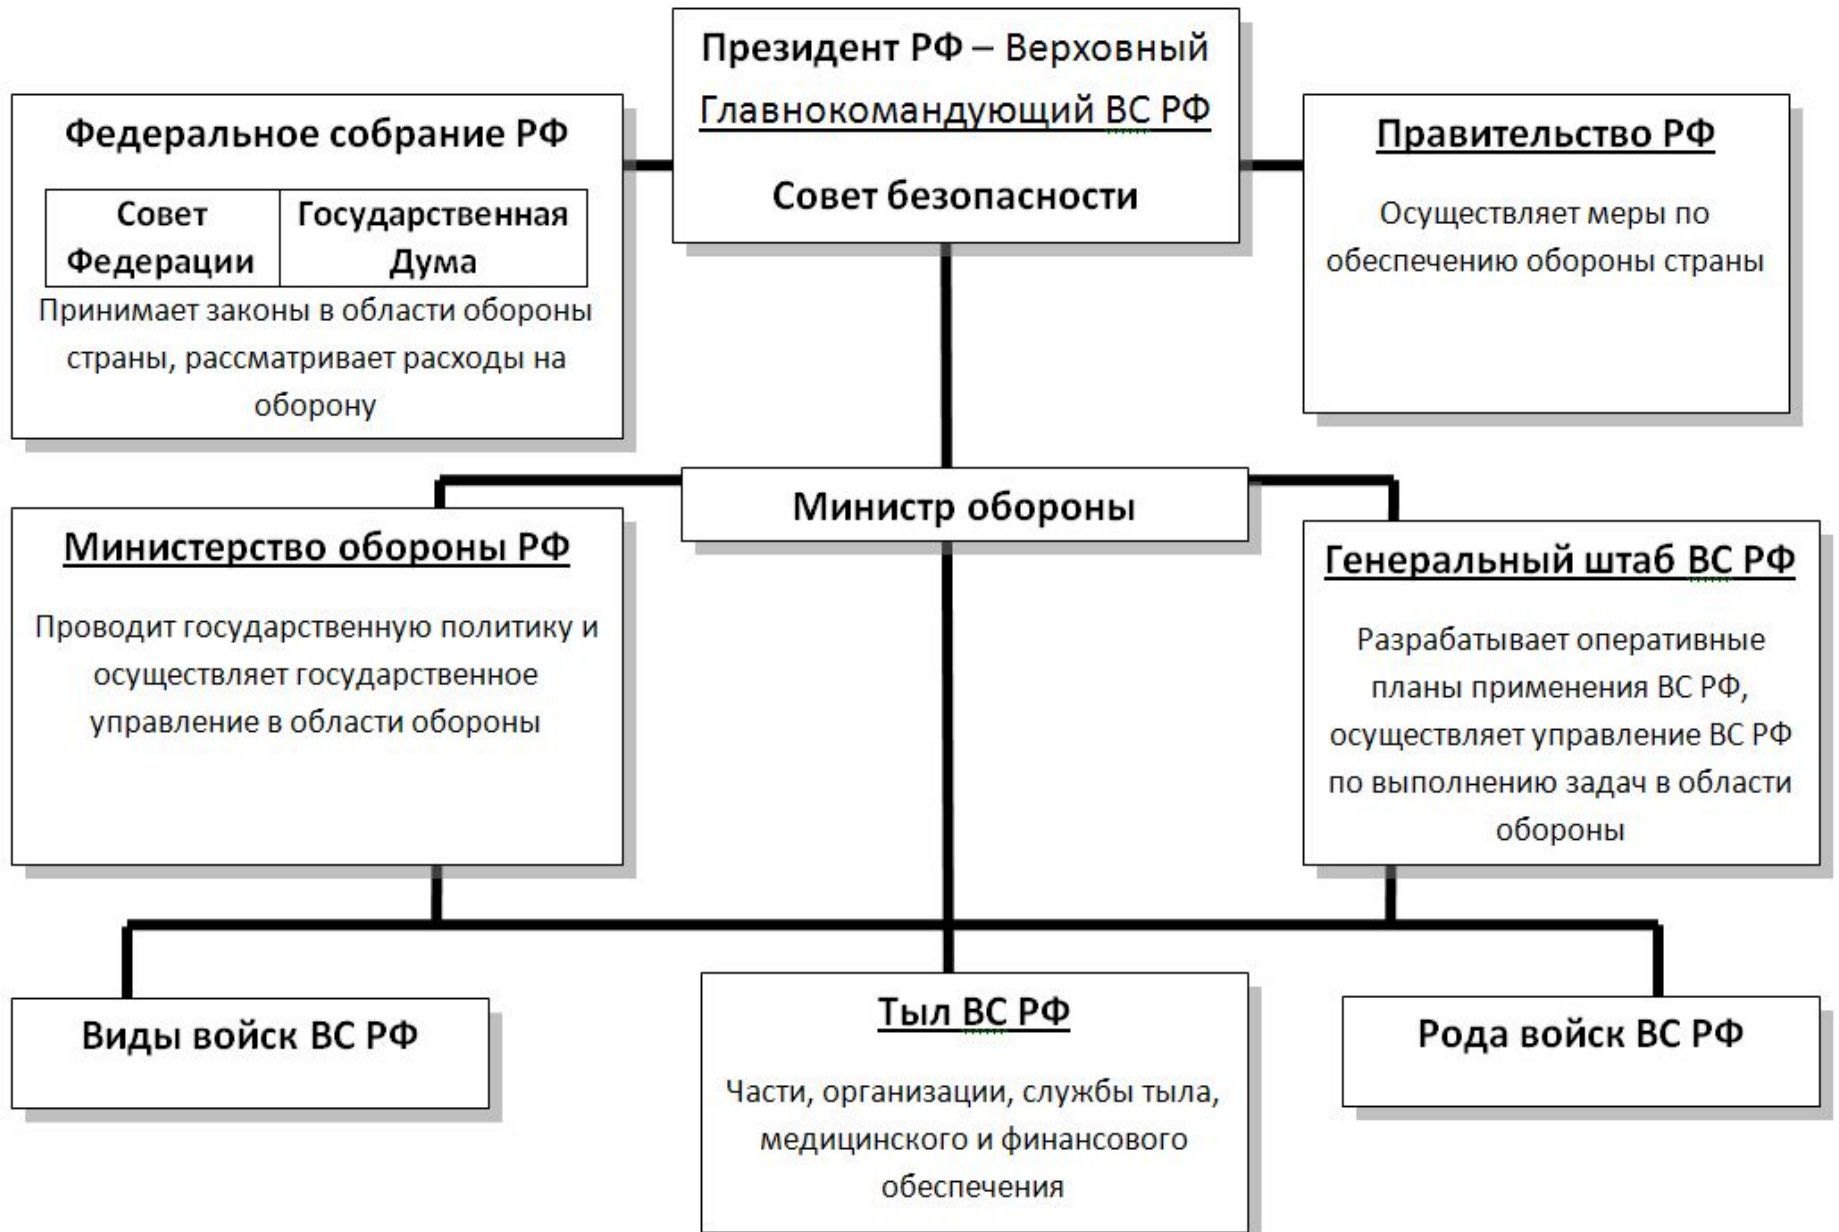 Президент РФ – Верховный
Главнокомандующий ВС РФ
Совет безопасности
Федеральное собрание РФ
Совет
Федерации
Государственная
Дума
Принимает законы в области обороны
страны, рассматривает расходы на
оборону
Правительство РФ
Осуществляет меры по
обеспечению обороны страны
Министр обороны
Министерство обороны РФ
Проводит государственную политику и
осуществляет государственное
управление в области обороны
Генеральный штаб ВС РФ
Разрабатывает оперативные
планы применения ВС РФ,
осуществляет управление ВС РФ
по выполнению задач в области
обороны
Виды войск ВС РФ
Тыл ВС РФ
Части, организации, службы тыла,
медицинского и финансового
обеспечения
Рода войск ВС РФ